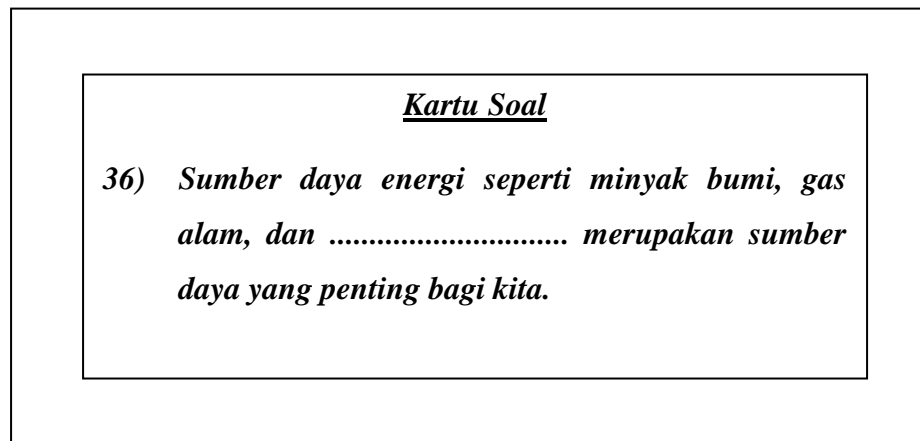 Kartu Soal
36) Sumber daya energi seperti minyak bumi, gas
alam, dan .............................. merupakan sumber
daya yang penting bagi kita.